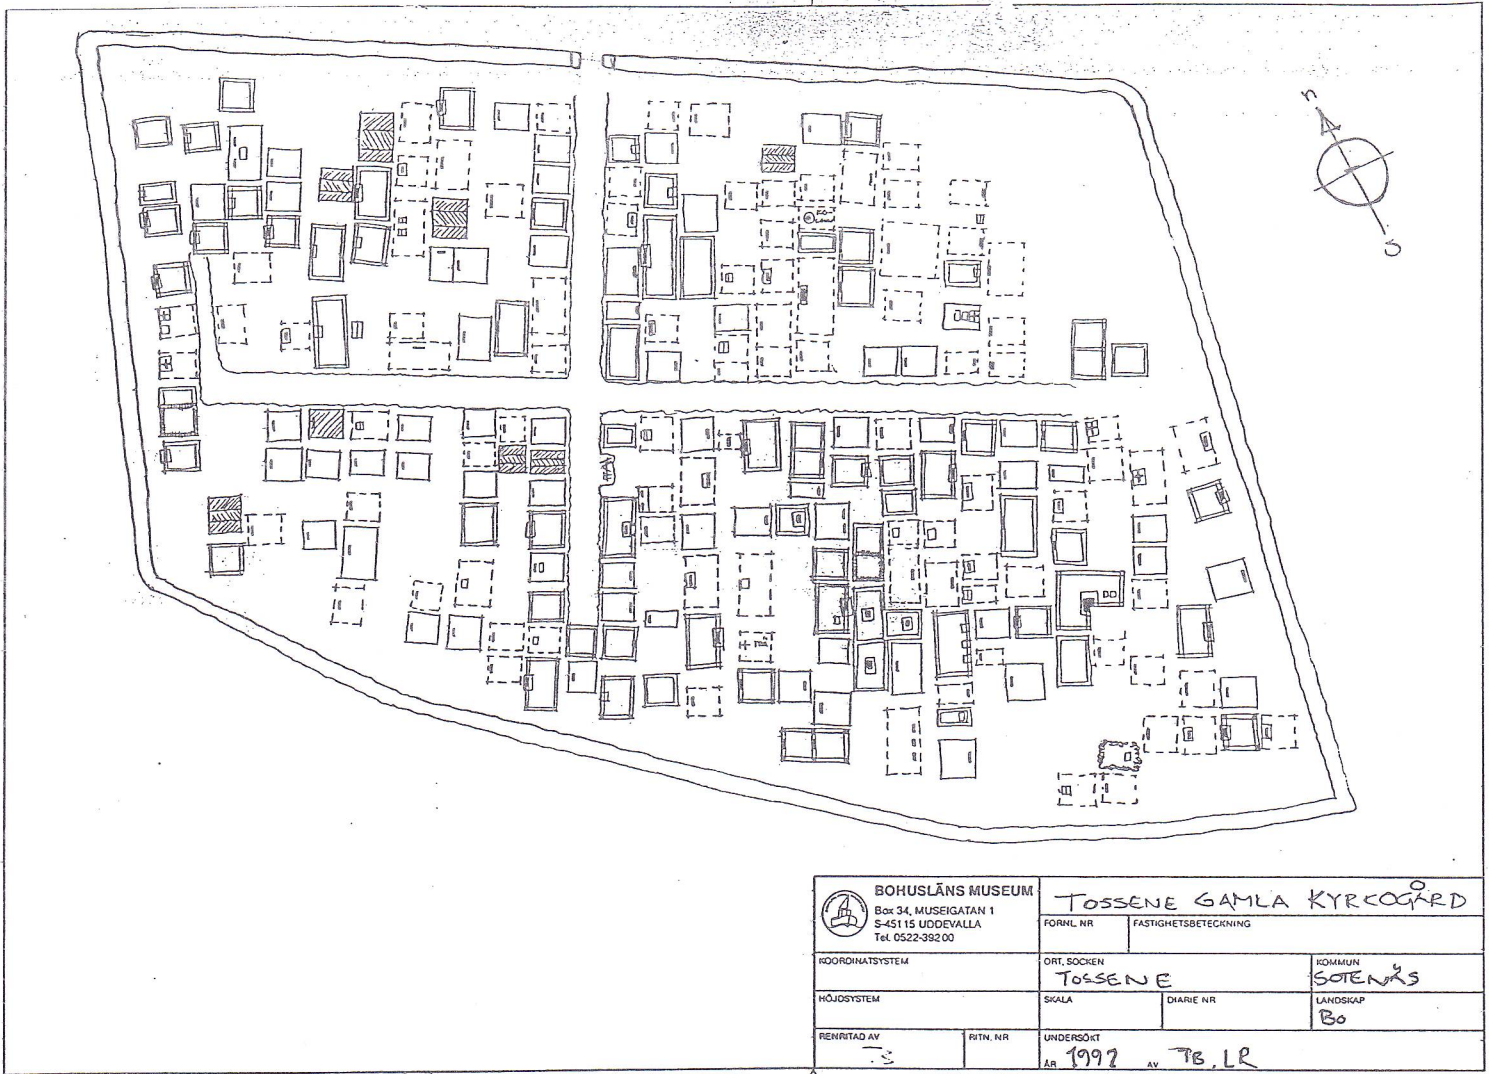 n
S
BOHUSLÄNS MUSEUM
Box 34, MUSEIGATAN 1
S-451 15 UDDEVALLA
Tel. 0522-392 00
TOSSENE GAMLA KYRKOGÅRD
FORNL. NR
FASTIGHETSBETECKNING
KOORDINATSYSTEM
ORT, SOCKEN
TOSSENE
KOMMUN
SOTENÄS
HÖJDSYSTEM
SKALA
DIARIE NR
LANDSKAP
Bo
RENRITAD AV
RITN. NR
UNDERSÖKT
ÅR 1992 AV TB, LR